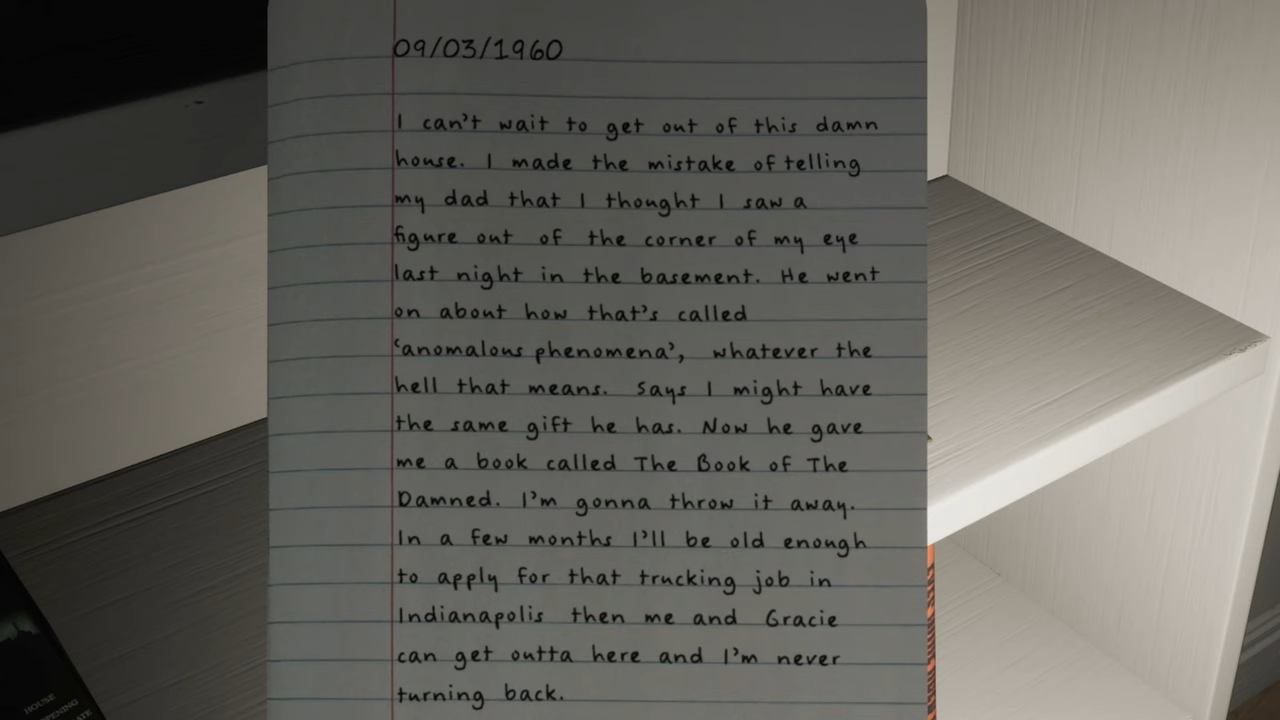 09/03/1960
I can't wait to get out of this damn
house. I made the mistake of telling
my dad that I thought I saw a
figure out of the corner of my eye
last night in the basement. He went
on about how that's called
'anomalous phenomena', whatever the
hell that means. Says I might have
the same gift he has. Now he gave
me a book called The Book of The
Damned. I'm gonna throw it away.
In a few months I'll be old enough
to apply for that trucking job in
Indianapolis then me and Gracie
can get outta here and I'm never
turning back.
HOUSE